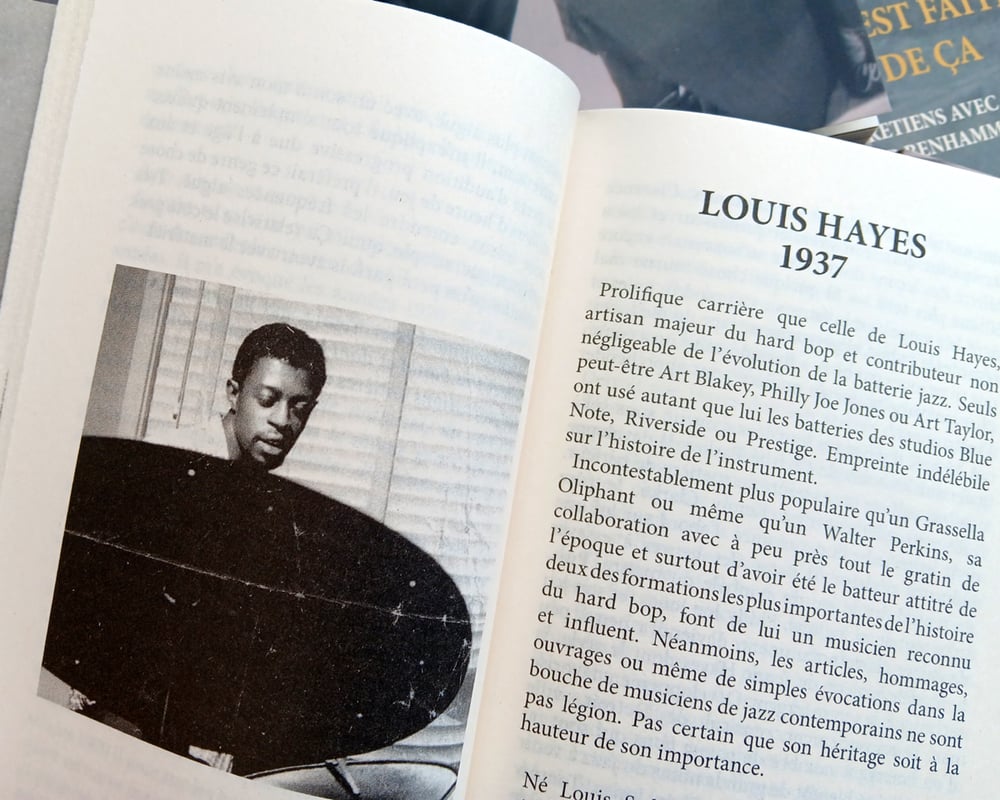 EST FAIT
DE ÇA
RETIENS AVEC
BENHAMM
LOUIS HAYES
1937
Prolifique carrière que celle de Louis Hayes,
artisan majeur du hard bop et contributeur non
négligeable de l'évolution de la batterie jazz. Seuls
peut-être Art Blakey, Philly Joe Jones ou Art Taylor,
ont usé autant que lui les batteries des studios Blue
Note, Riverside ou Prestige. Empreinte indélébile
sur l'histoire de l'instrument.
Incontestablement plus populaire qu'un Grassella
Oliphant ou même qu'un Walter Perkins, sa
collaboration avec à peu près tout le gratin de
l'époque et surtout d'avoir été le batteur attitré de
deux des formations les plus importantes de l'histoire
du hard bop, font de lui un musicien reconnu
et influent. Néanmoins, les articles, hommages,
ouvrages ou même de simples évocations dans la
bouche de musiciens de jazz contemporains ne sont
pas légion. Pas certain que son héritage soit à la
hauteur de son importance.
Né Louis